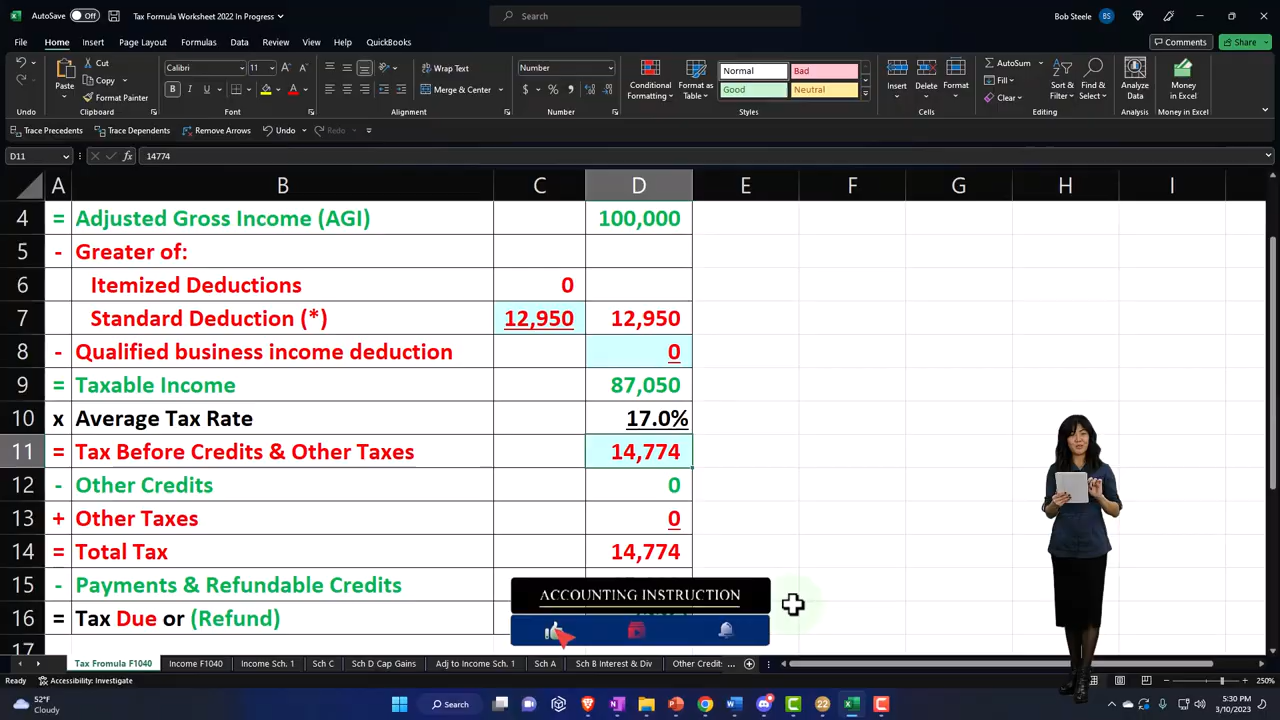 AutoSave Off Tax Formula Worksheet 2022 In Progress Search Bob Steele BS
File Home Insert Page Layout Formulas Data Review View Help QuickBooks Comments Share
Cut Calibri 11 Wrap Text Number AutoSum
Copy Normal Bad
Paste Format Painter Merge & Center Conditional Formatting Format as Table Good Neutral Insert Delete Format Clear Sort & Filter Find & Select Analyze Data Money in Excel
Undo Clipboard Font Alignment Number Styles Cells Editing Analysis Money in Excel
Trace Precedents Trace Dependents Remove Arrows Undo Redo
D11 fx 14774
A B C D E F G H I
4 = Adjusted Gross Income (AGI) 100,000
5 - Greater of:
6 Itemized Deductions 0
7 Standard Deduction (*) 12,950 12,950
8 - Qualified business income deduction 0
9 = Taxable Income 87,050
10 x Average Tax Rate 17.0%
11 = Tax Before Credits & Other Taxes 14,774
12 - Other Credits 0
13 + Other Taxes 0
14 = Total Tax 14,774
15 - Payments & Refundable Credits
ACCOUNTING INSTRUCTION
16 = Tax Due or (Refund)
17
Tax Fromula F1040 Income F1040 Income Sch. 1 Sch C Sch D Cap Gains Adj to Income Sch. 1 Sch A Sch B Interest & Div Other Credit: ...
Ready Accessibility: Investigate 250%
52°F
Cloudy
Search
22
5:30 PM
3/10/2023